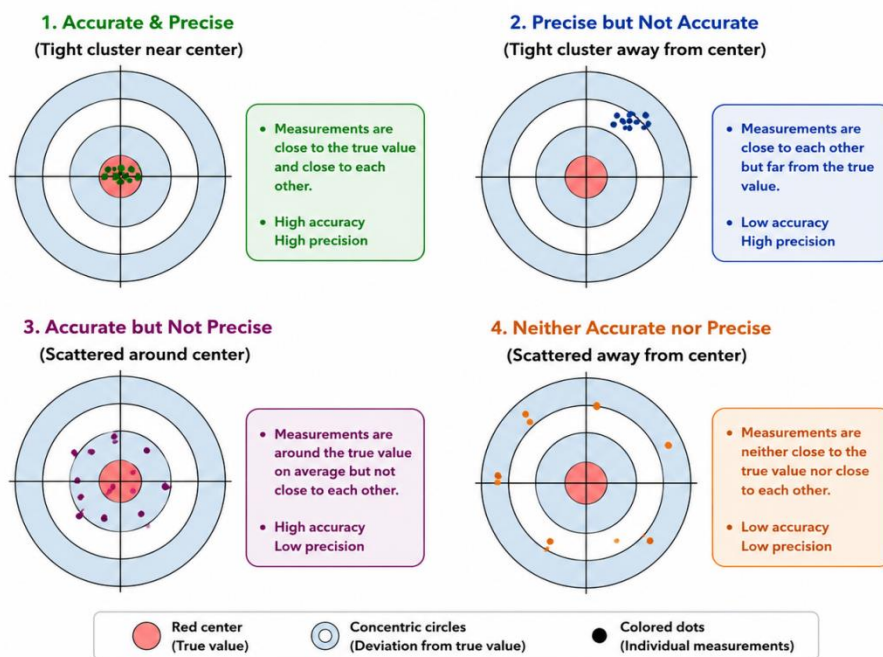 1. Accurate & Precise
(Tight cluster near center)
• Measurements are
close to the true value
and close to each
other.
• High accuracy
High precision
2. Precise but Not Accurate
(Tight cluster away from center)
• Measurements are
close to each other
but far from the true
value.
• Low accuracy
High precision
3. Accurate but Not Precise
(Scattered around center)
• Measurements are
around the true value
on average but not
close to each other.
• High accuracy
Low precision
4. Neither Accurate nor Precise
(Scattered away from center)
• Measurements are
neither close to the
true value nor close
to each other.
• Low accuracy
Low precision
Red center
(True value)
Concentric circles
(Deviation from true value)
Colored dots
(Individual measurements)